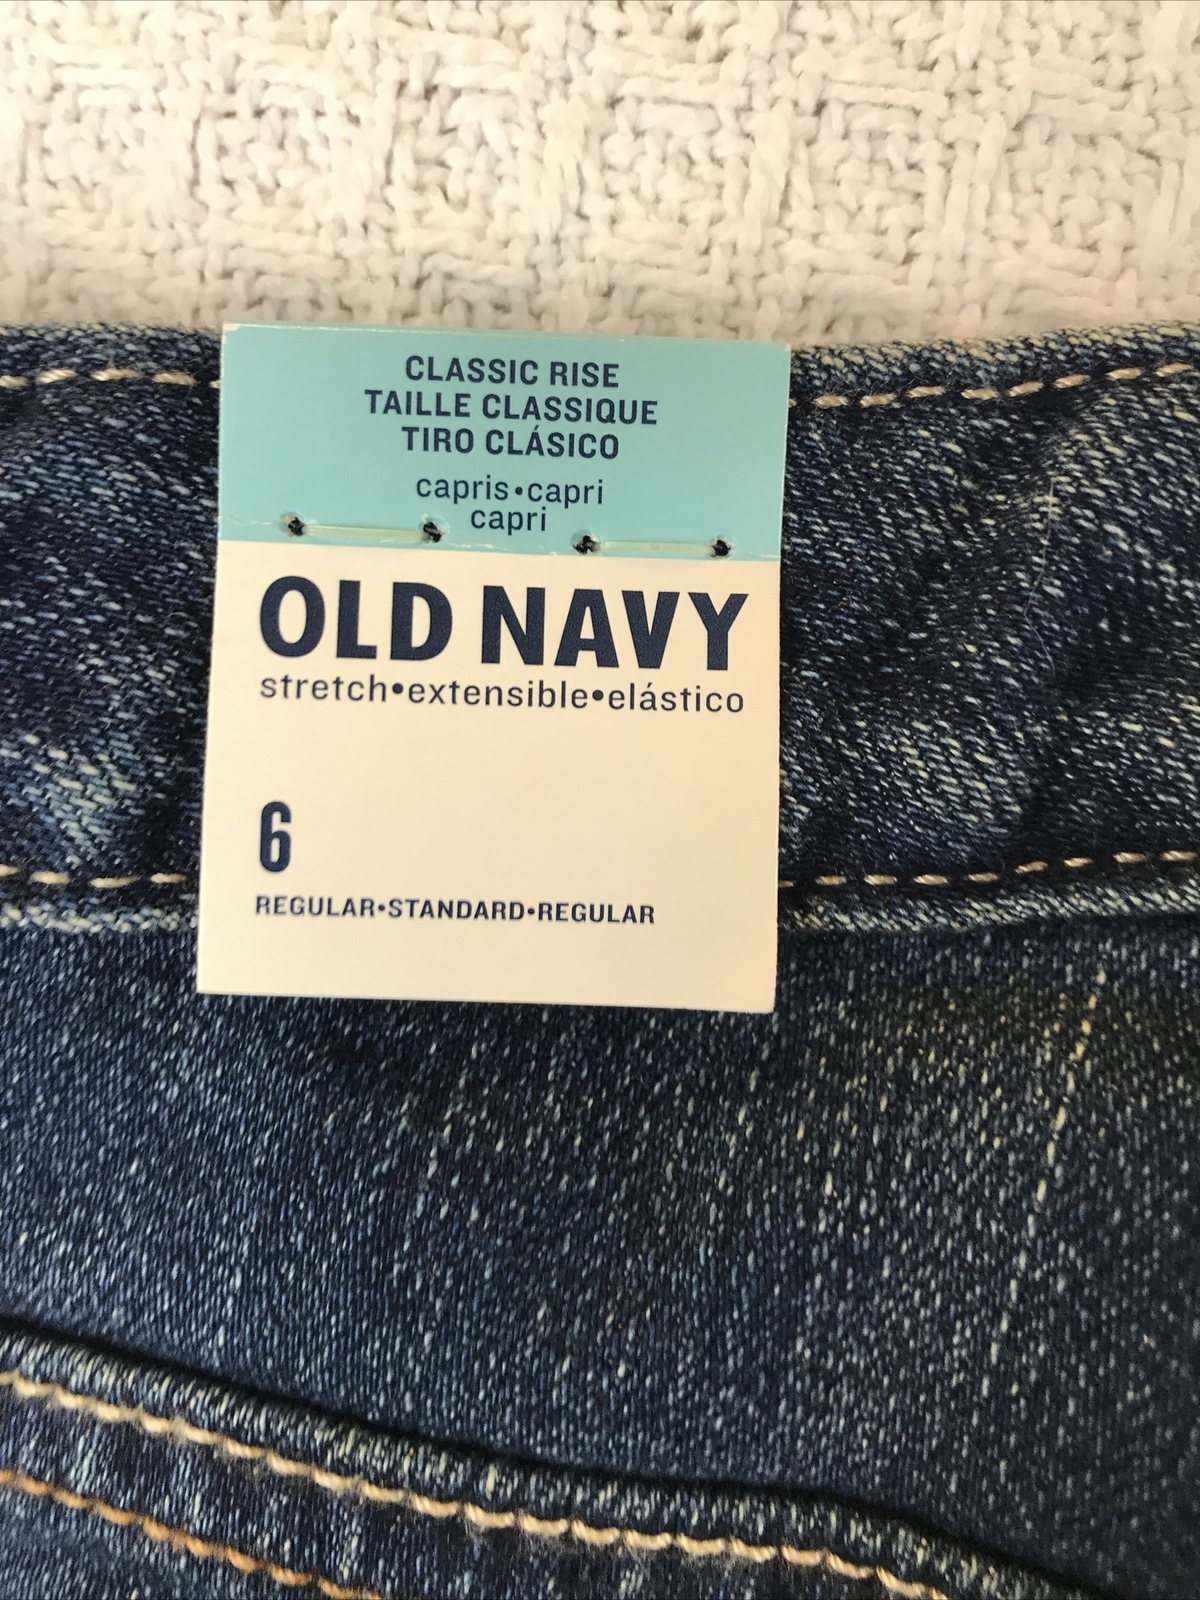 CLASSIC RISE
TAILLE CLASSIQUE
TIRO CLÁSICO
capris•capri
capri
OLD NAVY
stretch•extensible•elástico
6
REGULAR•STANDARD•REGULAR